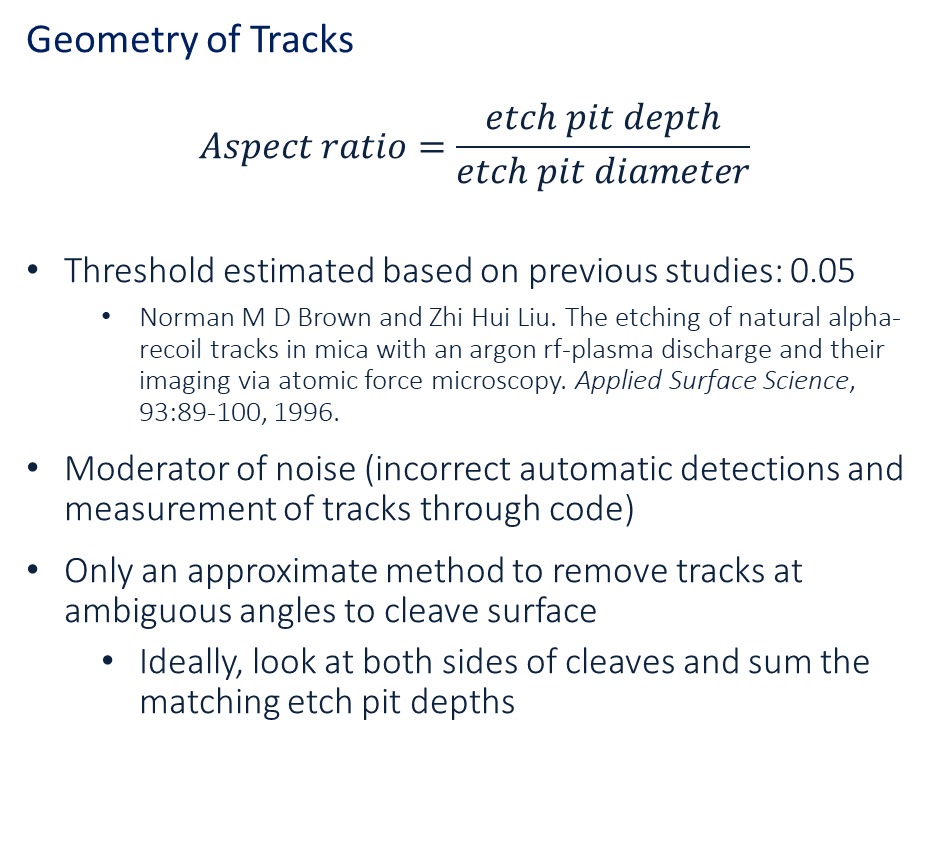 Geometry of Tracks
Aspect ratio = etch pit depth / etch pit diameter
• Threshold estimated based on previous studies: 0.05
• Norman M D Brown and Zhi Hui Liu. The etching of natural alpha-
recoil tracks in mica with an argon rf-plasma discharge and their
imaging via atomic force microscopy. Applied Surface Science,
93:89-100, 1996.
• Moderator of noise (incorrect automatic detections and
measurement of tracks through code)
• Only an approximate method to remove tracks at
ambiguous angles to cleave surface
• Ideally, look at both sides of cleaves and sum the
matching etch pit depths